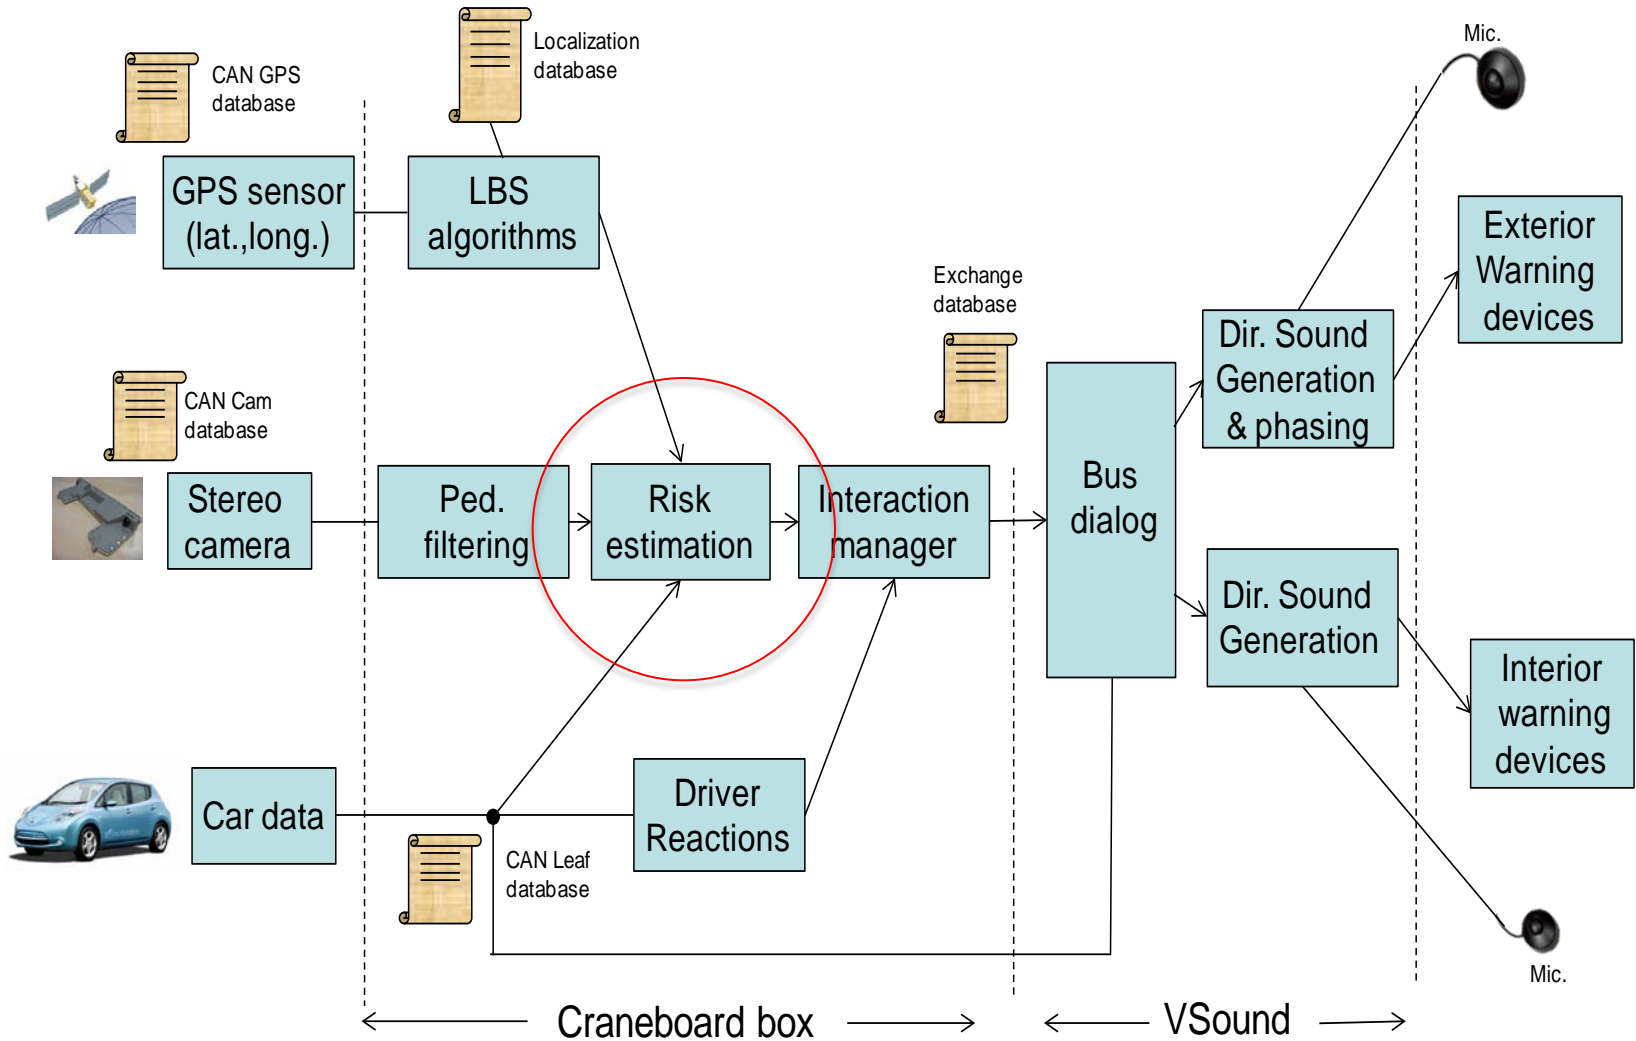 Mic.
Localization
database
CAN GPS
database
GPS sensor
(lat.,long.)
LBS
algorithms
Exterior
Warning
devices
Exchange
database
Dir. Sound
Generation
& phasing
CAN Cam
database
Stereo
camera
Ped.
filtering
Risk
estimation
Interaction
manager
Bus
dialog
Dir. Sound
Generation
Interior
warning
devices
Car data
Driver
Reactions
CAN Leaf
database
Mic.
Craneboard box
VSound